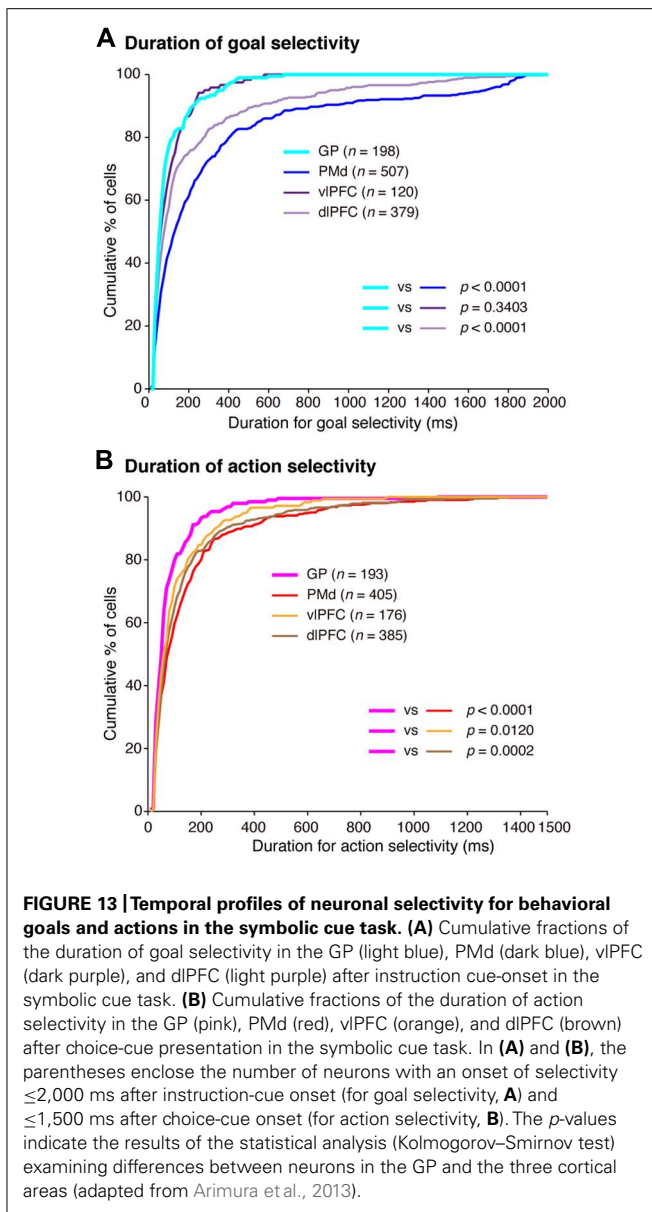 A Duration of goal selectivity
100
80
60
40
20
0
Cumulative % of cells
GP (n = 198)
PMd (n = 507)
vlPFC (n = 120)
dlPFC (n = 379)
vs p < 0.0001
vs p = 0.3403
vs p < 0.0001
0 200 400 600 800 1000 1200 1400 1600 1800 2000
Duration for goal selectivity (ms)
B Duration of action selectivity
100
80
60
40
20
0
Cumulative % of cells
GP (n = 193)
PMd (n = 405)
vlPFC (n = 176)
dlPFC (n = 385)
vs p < 0.0001
vs p = 0.0120
vs p = 0.0002
0 200 400 600 800 1000 1200 1400 1500
Duration for action selectivity (ms)
FIGURE 13 | Temporal profiles of neuronal selectivity for behavioral
goals and actions in the symbolic cue task. (A) Cumulative fractions of
the duration of goal selectivity in the GP (light blue), PMd (dark blue), vlPFC
(dark purple), and dlPFC (light purple) after instruction cue-onset in the
symbolic cue task. (B) Cumulative fractions of the duration of action
selectivity in the GP (pink), PMd (red), vlPFC (orange), and dlPFC (brown)
after choice-cue presentation in the symbolic cue task. In (A) and (B), the
parentheses enclose the number of neurons with an onset of selectivity
≤2,000 ms after instruction-cue onset (for goal selectivity, A) and
≤1,500 ms after choice-cue onset (for action selectivity, B). The p-values
indicate the results of the statistical analysis (Kolmogorov–Smirnov test)
examining differences between neurons in the GP and the three cortical
areas (adapted from Arimura et al., 2013).